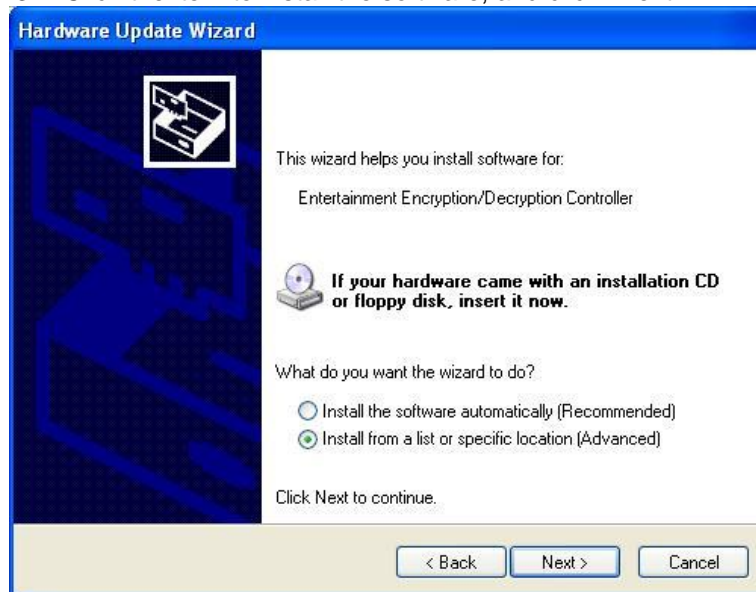 Hardware Update Wizard
This wizard helps you install software for:
Entertainment Encryption/Decryption Controller
If your hardware came with an installation CD
or floppy disk, insert it now.
What do you want the wizard to do?
Install the software automatically (Recommended)
Install from a list or specific location (Advanced)
Click Next to continue.
< Back Next > Cancel